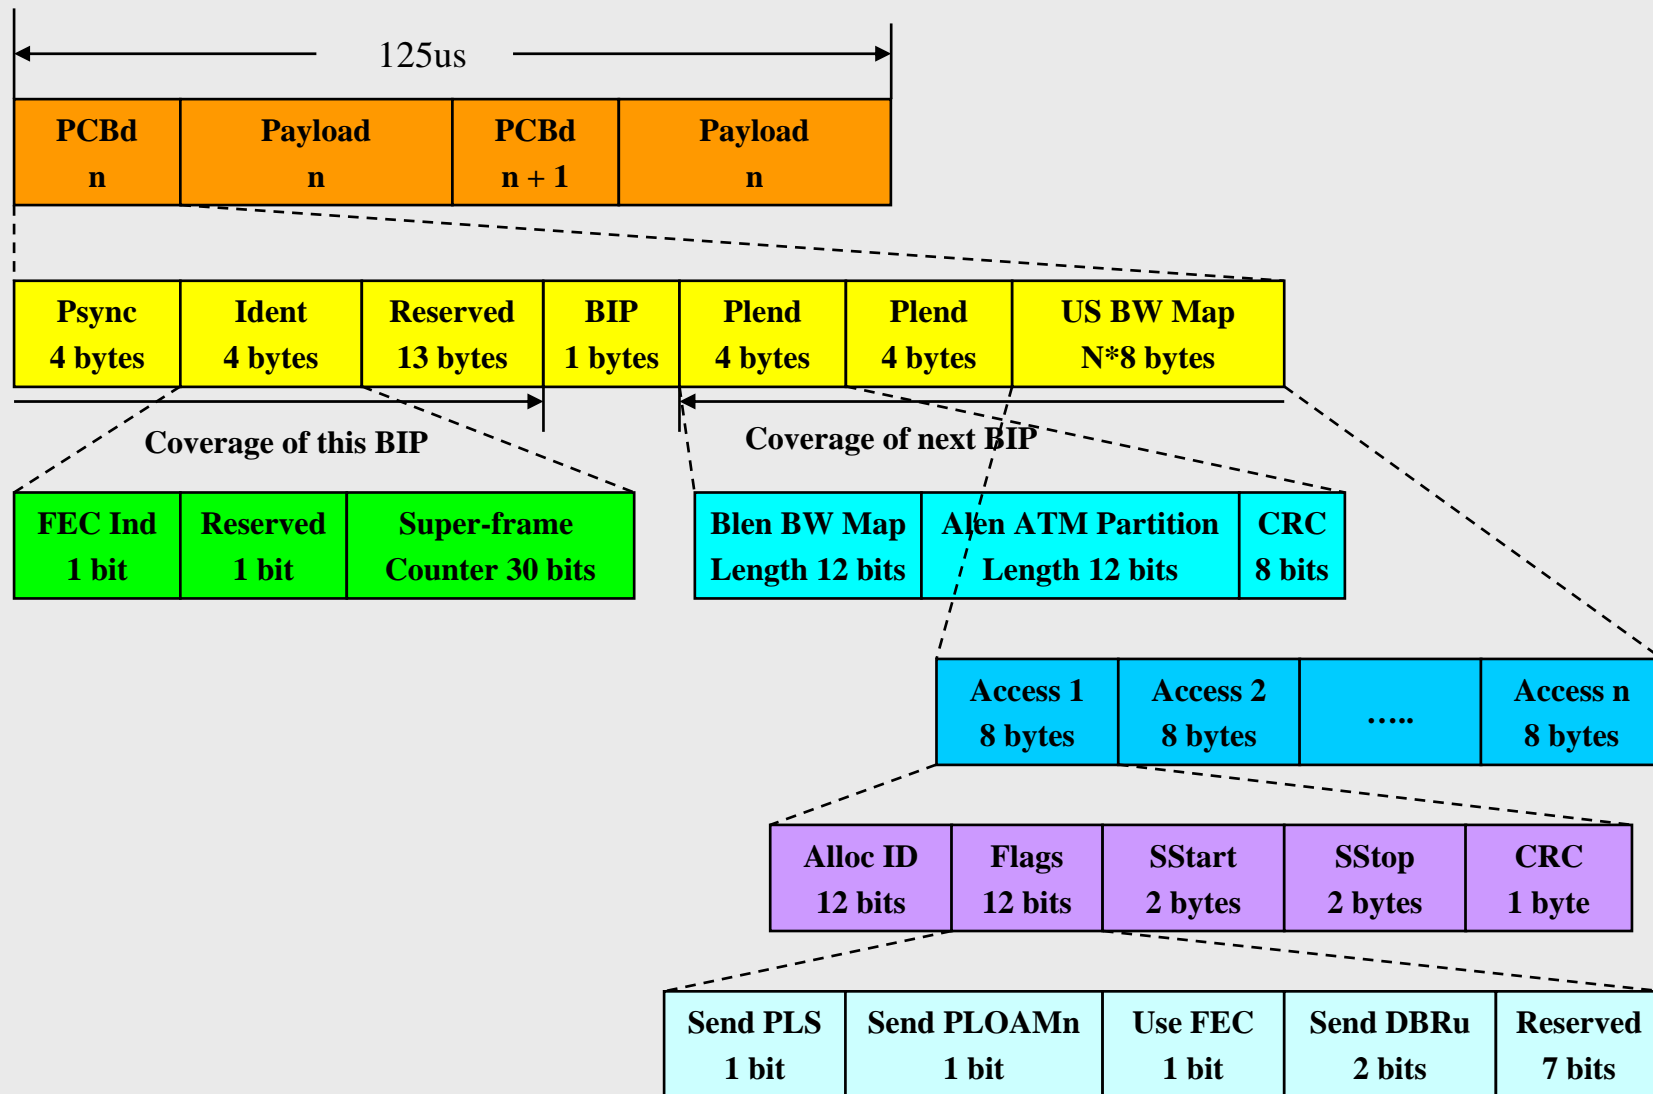 125us
PCBd Payload PCBd Payload
n n n + 1 n
Psync Ident Reserved BIP Plend Plend US BW Map
4 bytes 4 bytes 13 bytes 1 bytes 4 bytes 4 bytes N*8 bytes
Coverage of this BIP Coverage of next BIP
FEC Ind Reserved Super-frame Blen BW Map Alen ATM Partition CRC
1 bit 1 bit Counter 30 bits Length 12 bits Length 12 bits 8 bits
Access 1 Access 2 ..... Access n
8 bytes 8 bytes 8 bytes
Alloc ID Flags SStart SStop CRC
12 bits 12 bits 2 bytes 2 bytes 1 byte
Send PLS Send PLOAMn Use FEC Send DBRu Reserved
1 bit 1 bit 1 bit 2 bits 7 bits